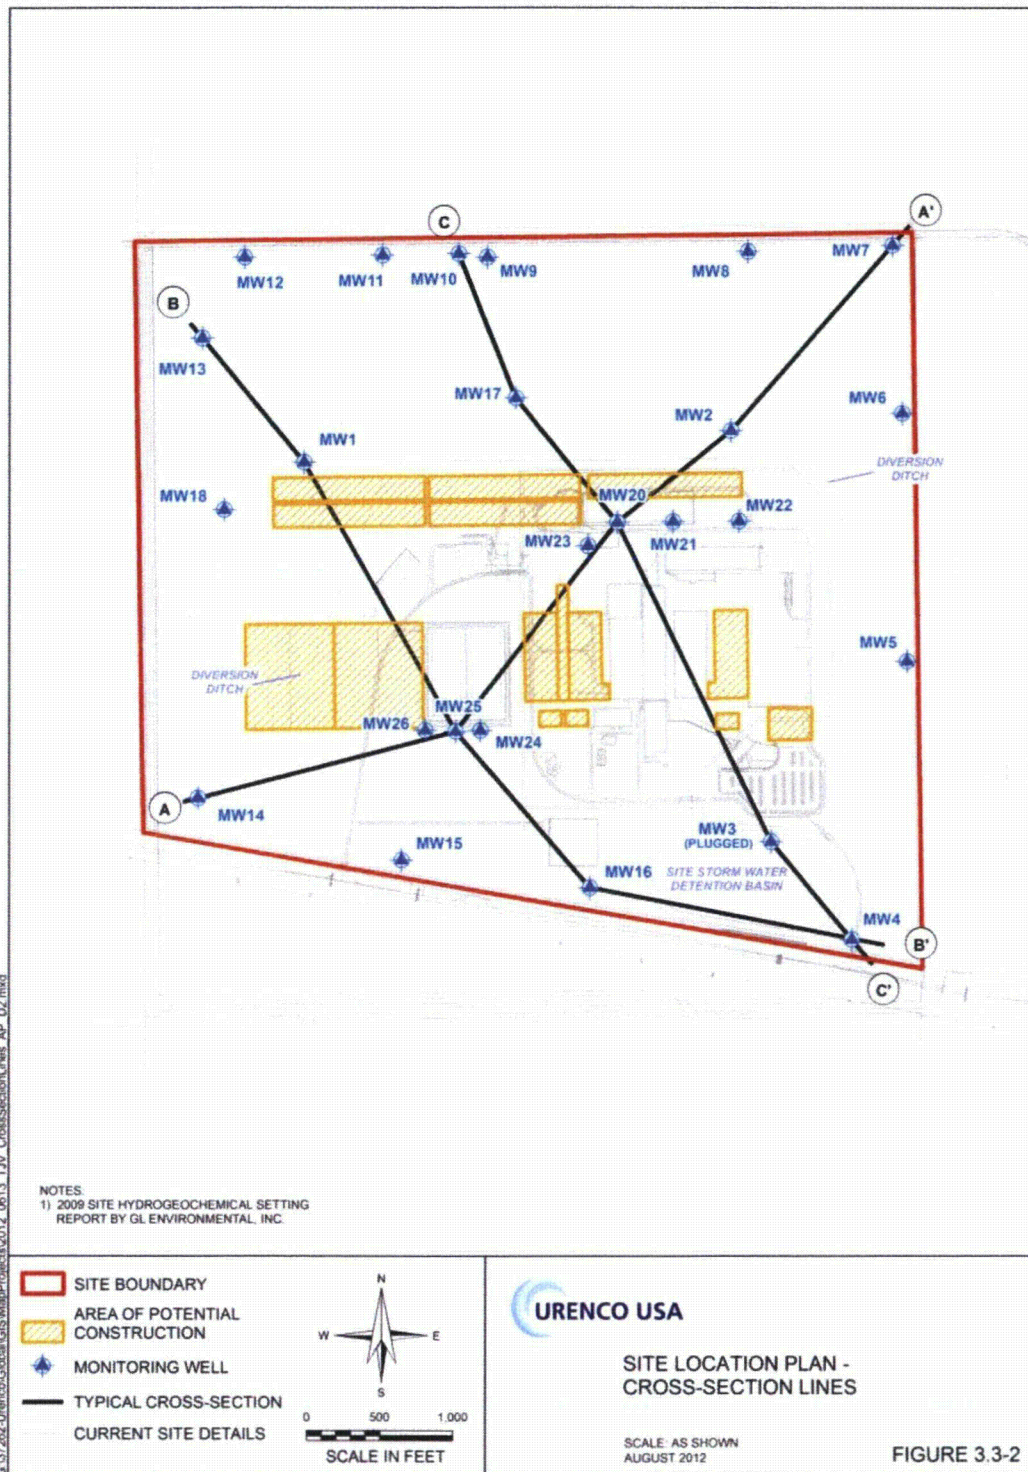 C
A'
MW7
MW8
MW12
MW11
MW10
MW9
B
MW13
MW17
MW6
MW2
MW1
DIVERSION
DITCH
MW18
MW20
MW22
MW23
MW21
MW5
DIVERSION
DITCH
MW25
MW26
MW24
A
MW14
MW3
(PLUGGED)
MW15
MW16
SITE STORM WATER
DETENTION BASIN
MW4
B'
C'
NOTES.
1) 2009 SITE HYDROGEOCHEMICAL SETTING
REPORT BY GL ENVIRONMENTAL, INC.
SITE BOUNDARY
AREA OF POTENTIAL
CONSTRUCTION
MONITORING WELL
TYPICAL CROSS-SECTION
CURRENT SITE DETAILS
N
W
E
S
0 500 1,000
SCALE IN FEET
URENCO USA
SITE LOCATION PLAN -
CROSS-SECTION LINES
SCALE: AS SHOWN
AUGUST 2012
FIGURE 3.3-2